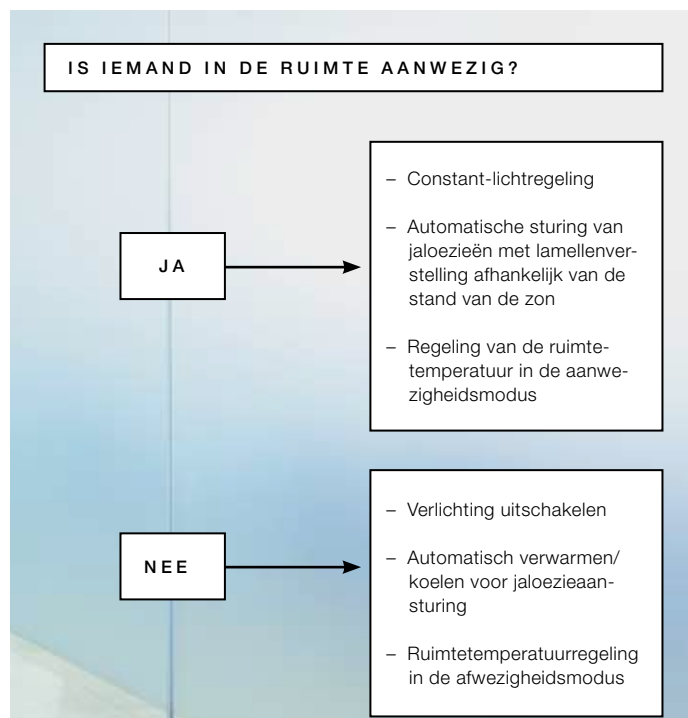 IS IEMAND IN DE RUIMTE AANWEZIG?
JA
– Constant-lichtregeling
– Automatische sturing van
jaloezieën met lamellenver-
stelling afhankelijk van de
stand van de zon
– Regeling van de ruimte-
temperatuur in de aanwe-
zigheidsmodus
NEE
– Verlichting uitschakelen
– Automatisch verwarmen/
koelen voor jaloezieaan-
sturing
– Ruimtetemperatuurregeling
in de afwezigheidsmodus